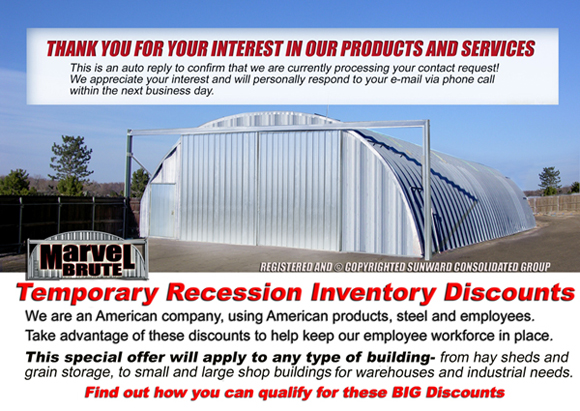 THANK YOU FOR YOUR INTEREST IN OUR PRODUCTS AND SERVICES
This is an auto reply to confirm that we are currently processing your contact request!
We appreciate your interest and will personally respond to your e-mail via phone call
within the next business day.
MARVEL
BRUTE
REGISTERED AND © COPYRIGHTED SUNWARD CONSOLIDATED GROUP
Temporary Recession Inventory Discounts
We are an American company, using American products, steel and employees.
Take advantage of these discounts to help keep our employee workforce in place.
This special offer will apply to any type of building- from hay sheds and
grain storage, to small and large shop buildings for warehouses and industrial needs.
Find out how you can qualify for these BIG Discounts